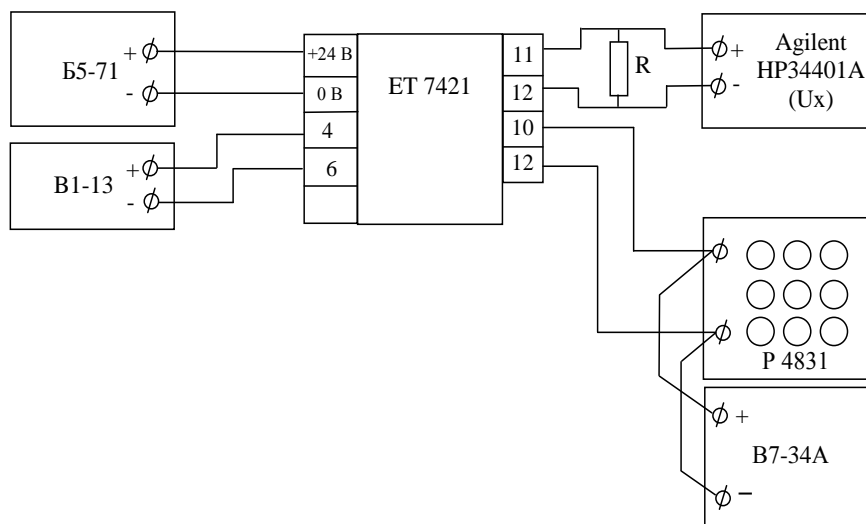 Б5-71
+
-
В1-13
+
-
+24 В
0 В
4
6
ЕТ 7421
11
12
10
12
R
+
-
Agilent
HP34401A
(Ux)
Р 4831
+
–
В7-34А